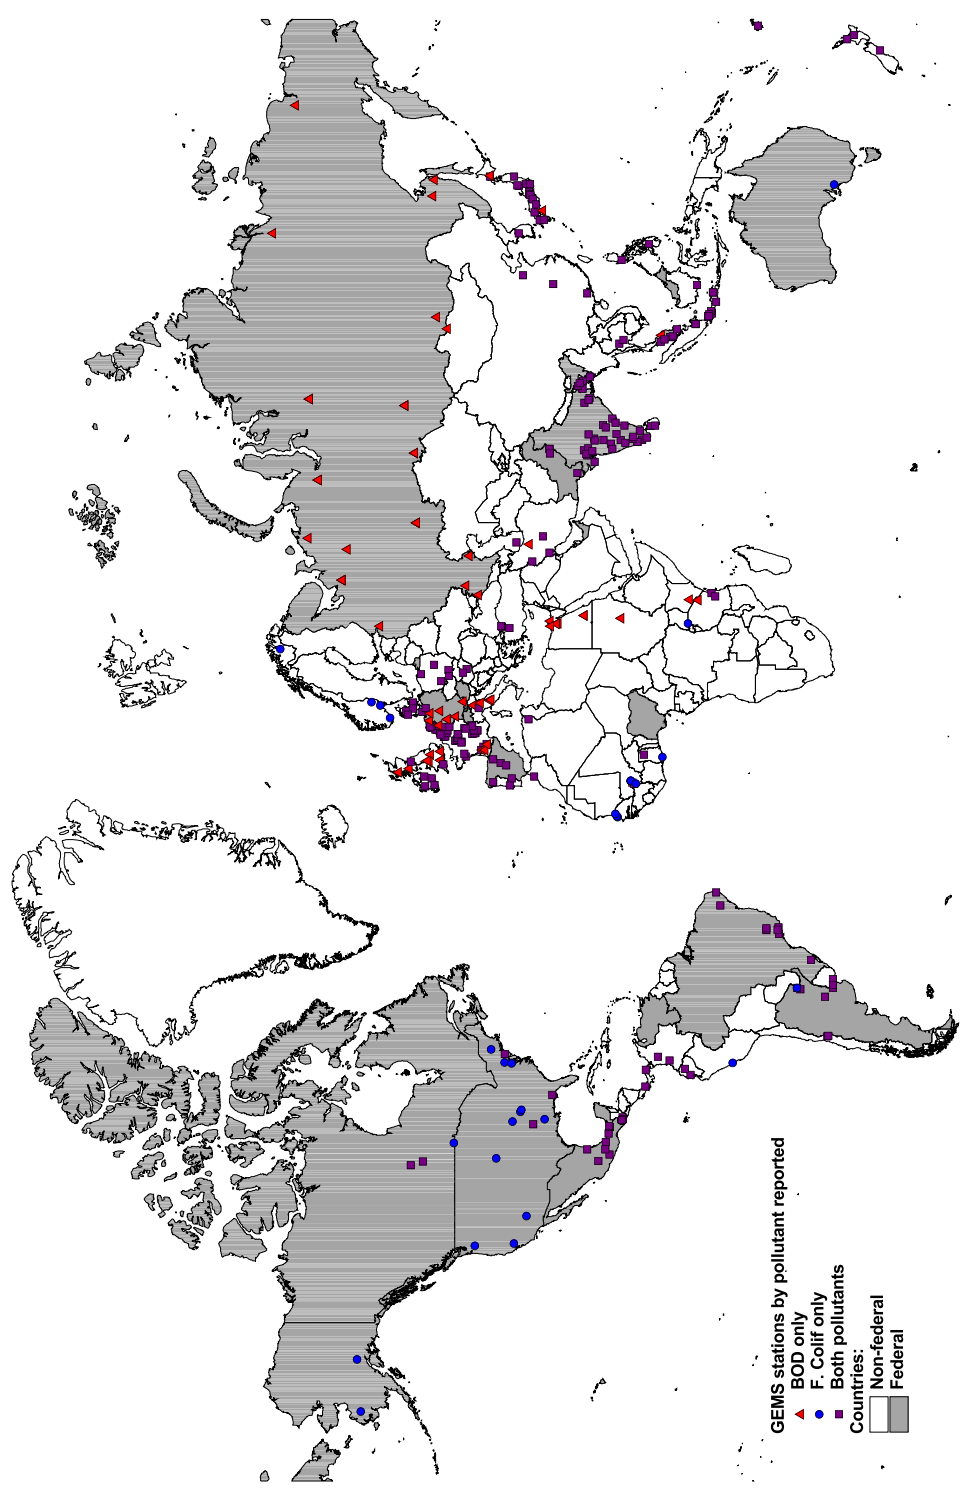 GEMS stations by pollutant reported
BOD only
F. Colif only
Both pollutants
Countries:
Non-federal
Federal